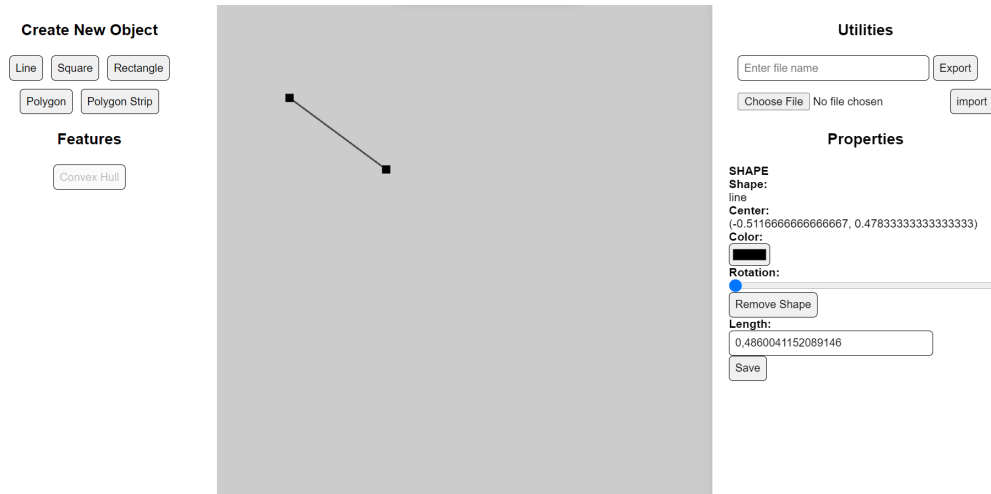 Create New Object
Line Square Rectangle
Polygon Polygon Strip
Features
Convex Hull
Utilities
Enter file name Export
Choose File No file chosen import
Properties
SHAPE
Shape:
line
Center:
(-0.5116666666666667, 0.47833333333333333)
Color:
Rotation:
Remove Shape
Length:
0,4860041152089146
Save